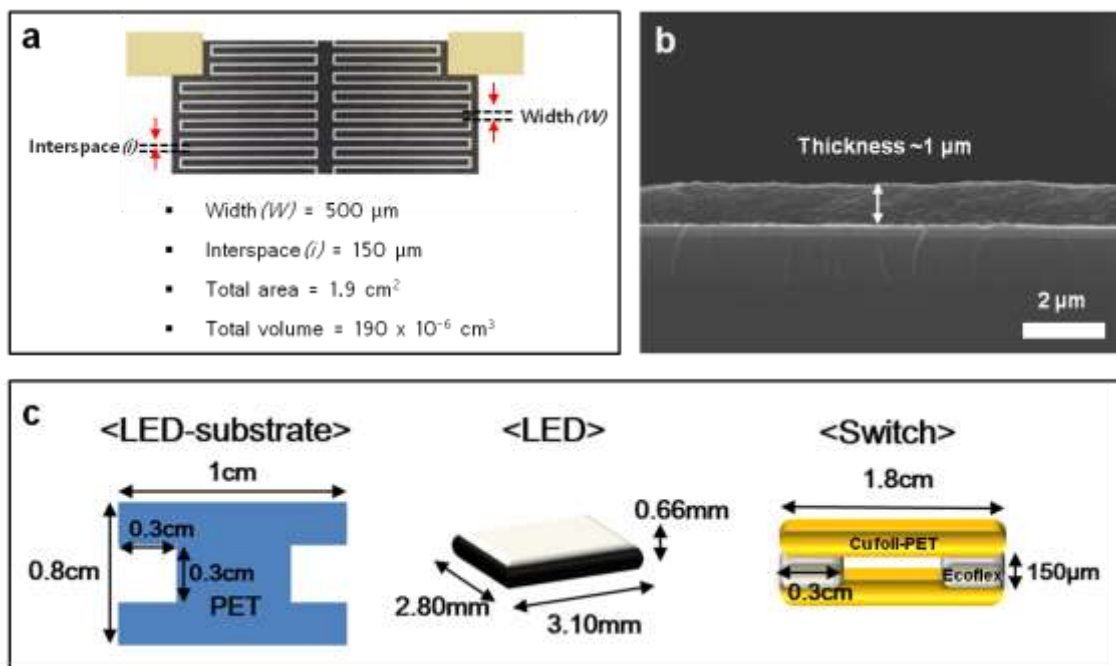 a
Interspace(i)
Width(W)
▪ Width(W) = 500 µm
▪ Interspace(i) = 150 µm
▪ Total area = 1.9 cm²
▪ Total volume = 190 x 10⁻⁶ cm³
b
Thickness ~1 µm
2 µm
c
<LED-substrate>
1cm
0.3cm
0.8cm
0.3cm
PET
<LED>
0.66mm
2.80mm
3.10mm
<Switch>
1.8cm
Cu foil-PET
Ecoflex
150µm
0.3cm